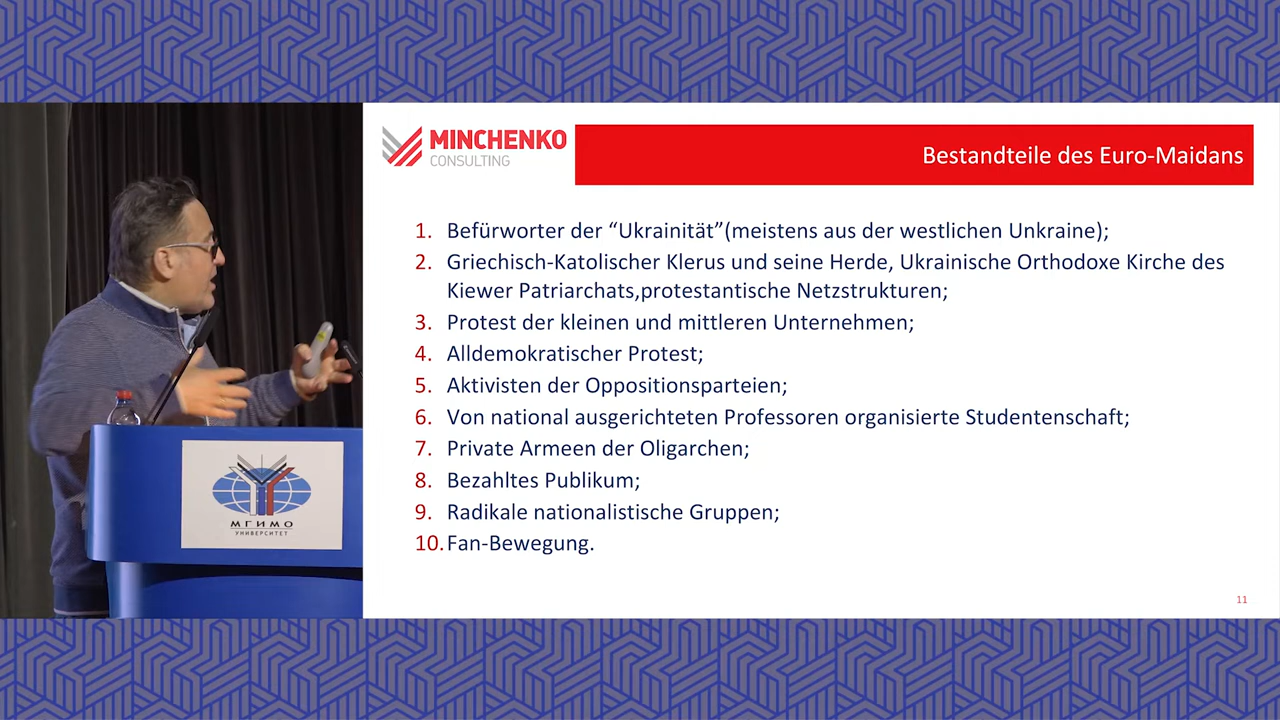 MINCHENKO
CONSULTING
Bestandteile des Euro-Maidans
1. Befürworter der “Ukrainität”(meistens aus der westlichen Unkraine);
2. Griechisch-Katolischer Klerus und seine Herde, Ukrainische Orthodoxe Kirche des
Kiewer Patriarchats,protestantische Netzstrukturen;
3. Protest der kleinen und mittleren Unternehmen;
4. Alldemokratischer Protest;
5. Aktivisten der Oppositionsparteien;
6. Von national ausgerichteten Professoren organisierte Studentenschaft;
7. Private Armeen der Oligarchen;
8. Bezahltes Publikum;
9. Radikale nationalistische Gruppen;
10. Fan-Bewegung.
11
МГИМО
УНИВЕРСИТЕТ